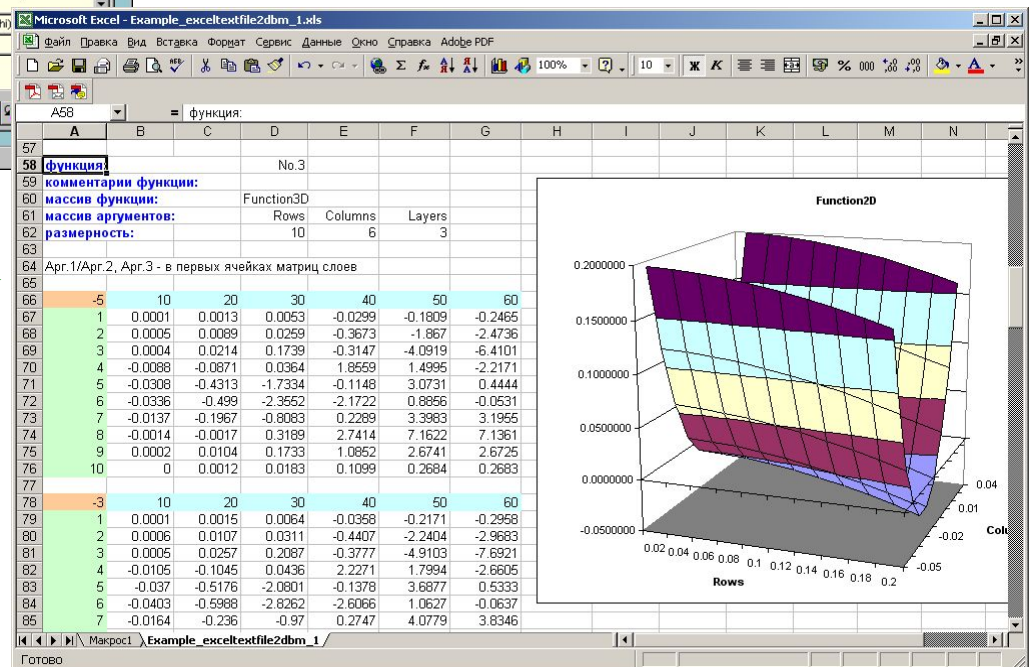 Microsoft Excel - Example_exceltextfile2dbm_1.xls
Файл Правка Вид Вставка Формат Сервис Данные Окно Справка Adobe PDF
100% 10 Ж К % 000
A58 = функция:
A B C D E F G H I J K L M N
57
58 функция: No.3
59 комментарии функции:
60 массив функции: Function3D
61 массив аргументов: Rows Columns Layers
62 размерность: 10 6 3
63
64 Арг.1/Арг.2, Арг.3 - в первых ячейках матриц слоев
65
66 -5 10 20 30 40 50 60
67 1 0.0001 0.0013 0.0053 -0.0299 -0.1809 -0.2465
68 2 0.0005 0.0089 0.0259 -0.3673 -1.867 -2.4736
69 3 0.0004 0.0214 0.1739 -0.3147 -4.0919 -6.4101
70 4 -0.0088 -0.0871 0.0364 1.8559 1.4995 -2.2171
71 5 -0.0308 -0.4313 -1.7334 -0.1148 3.0731 0.4444
72 6 -0.0336 -0.499 -2.3552 -2.1722 0.8856 -0.0531
73 7 -0.0137 -0.1967 -0.8083 0.2289 3.3983 3.1955
74 8 -0.0014 -0.0017 0.3189 2.7414 7.1622 7.1361
75 9 0.0002 0.0104 0.1733 1.0852 2.6741 2.6725
76 10 0 0.0012 0.0183 0.1099 0.2684 0.2683
77
78 -3 10 20 30 40 50 60
79 1 0.0001 0.0015 0.0064 -0.0358 -0.2171 -0.2958
80 2 0.0006 0.0107 0.0311 -0.4407 -2.2404 -2.9683
81 3 0.0005 0.0257 0.2087 -0.3777 -4.9103 -7.6921
82 4 -0.0105 -0.1045 0.0436 2.2271 1.7994 -2.6605
83 5 -0.037 -0.5176 -2.0801 -0.1378 3.6877 0.5333
84 6 -0.0403 -0.5988 -2.8262 -2.6066 1.0627 -0.0637
85 7 -0.0164 -0.236 -0.97 0.2747 4.0779 3.8346
Function2D
0.2000000
0.1500000
0.1000000
0.0500000
0.0000000
-0.0500000
0.02 0.04 0.06 0.08 0.1 0.12 0.14 0.16 0.18 0.2
Rows
0.04
0.01
-0.02
-0.05
Colu
Макрос1 Example_exceltextfile2dbm_1
Готово